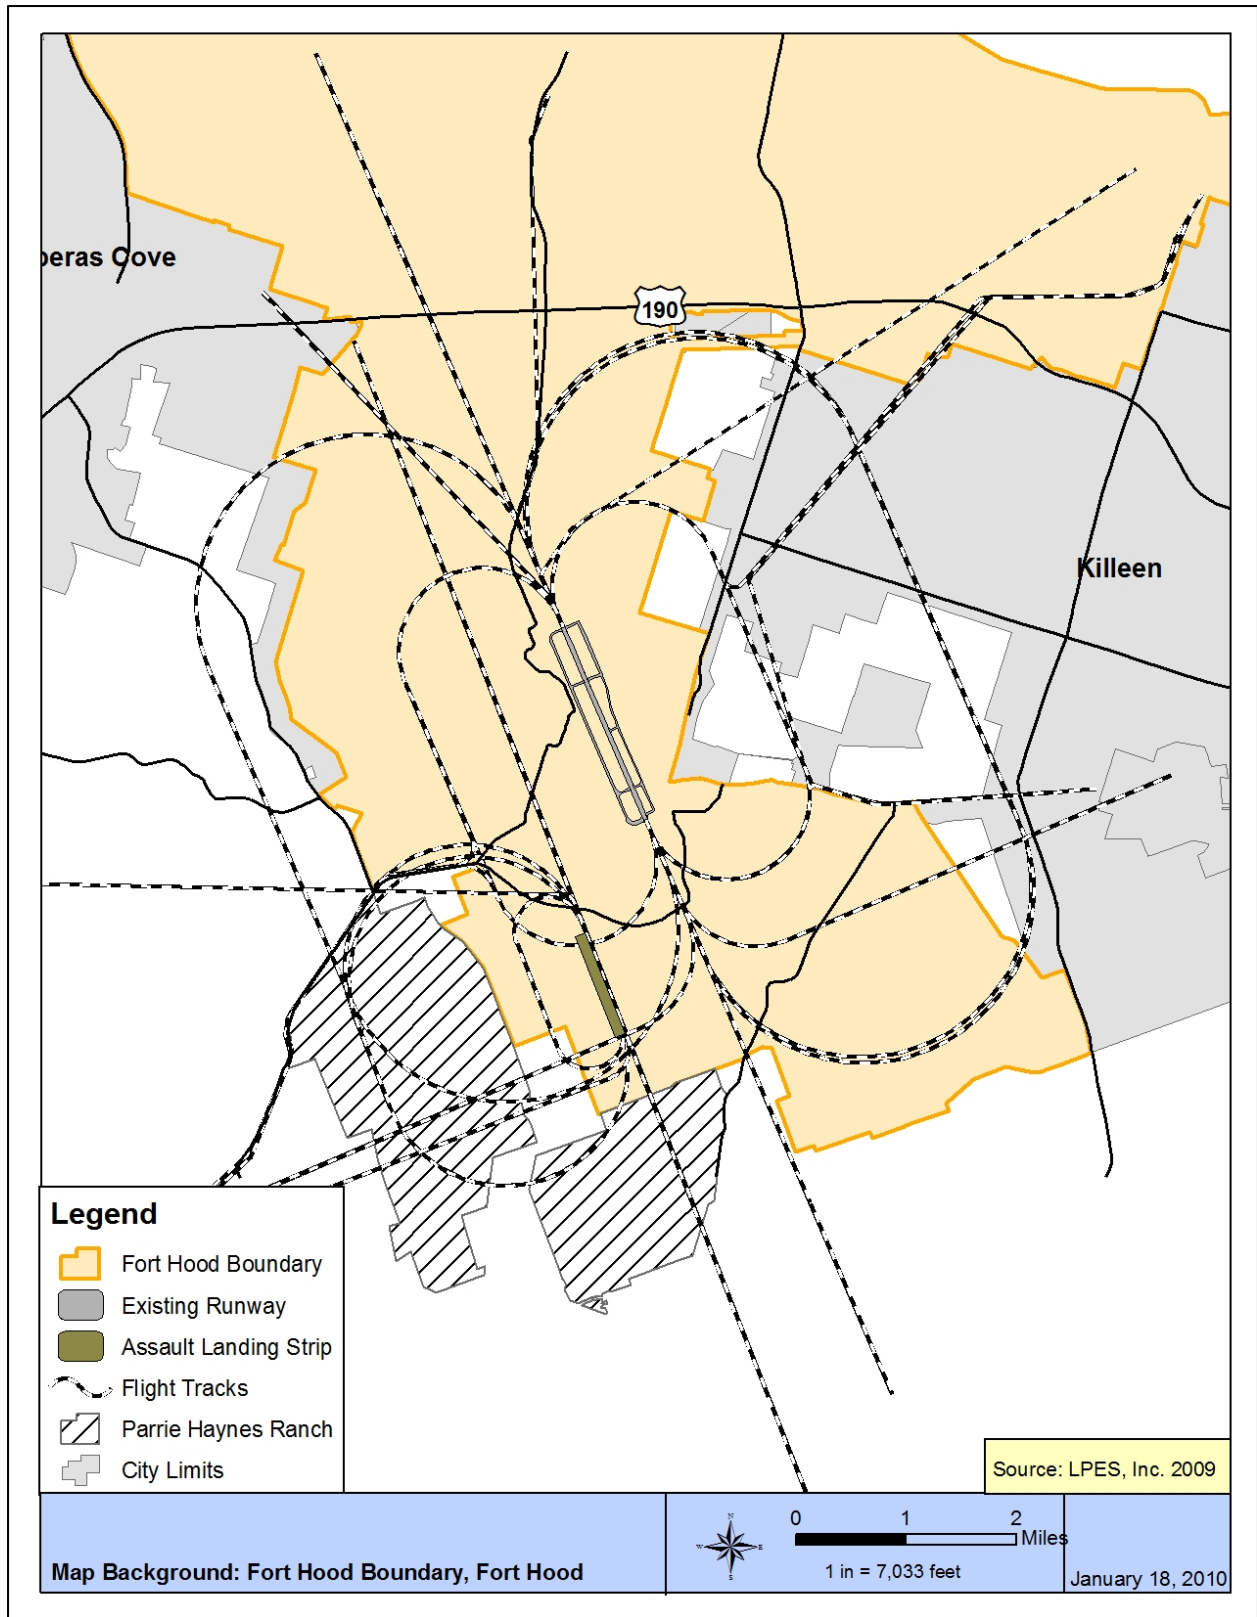 peras Cove
190
Killeen
Legend
Fort Hood Boundary
Existing Runway
Assault Landing Strip
Flight Tracks
Parrie Haynes Ranch
City Limits
Source: LPES, Inc. 2009
Map Background: Fort Hood Boundary, Fort Hood
N
W E
S
0 1 2
Miles
1 in = 7,033 feet
January 18, 2010